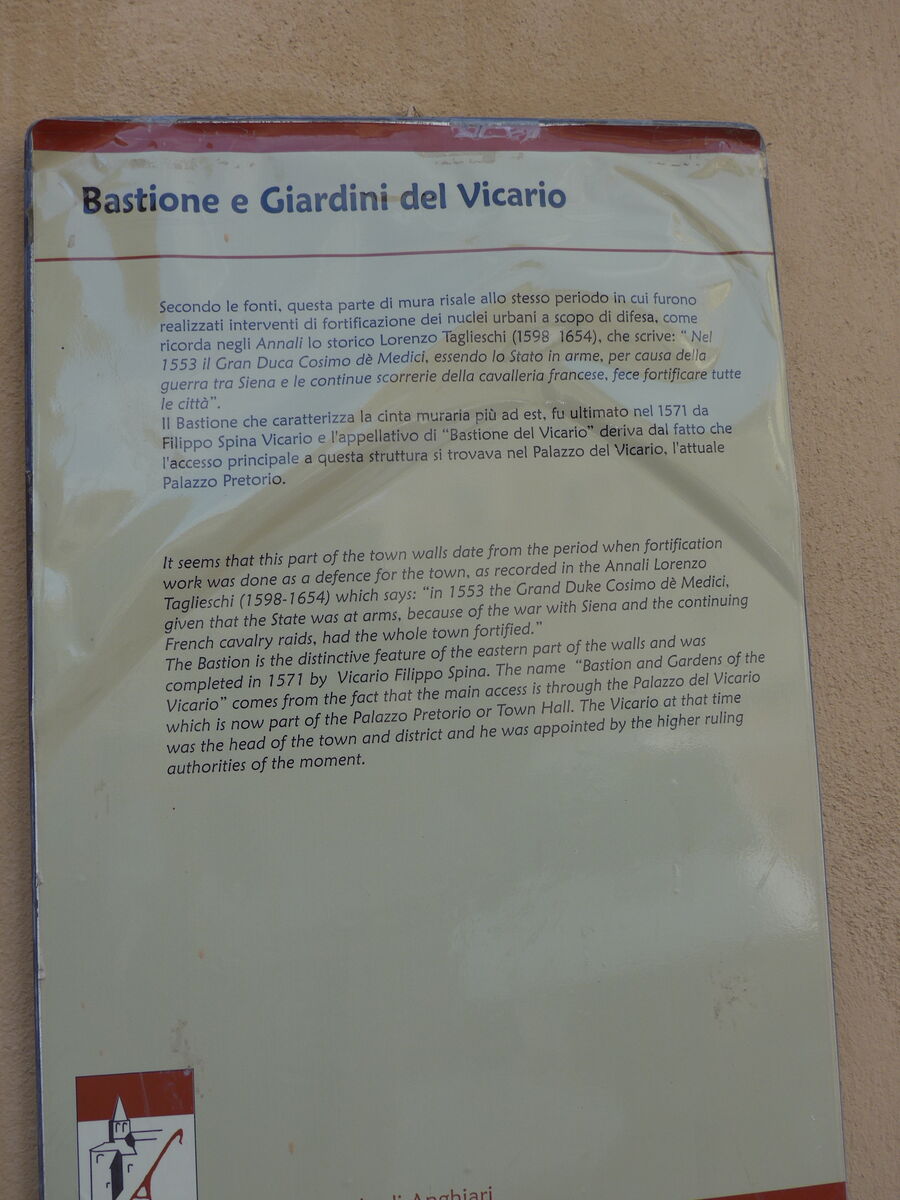 Bastione e Giardini del Vicario
Secondo le fonti, questa parte di mura risale allo stesso periodo in cui furono
realizzati interventi di fortificazione dei nuclei urbani a scopo di difesa, come
ricorda negli Annali lo storico Lorenzo Taglieschi (1598 1654), che scrive: " Nel
1553 il Gran Duca Cosimo dè Medici, essendo lo Stato in arme, per causa della
guerra tra Siena e le continue scorrerie della cavalleria francese, fece fortificare tutte
le città".
Il Bastione che caratterizza la cinta muraria più ad est, fu ultimato nel 1571 da
Filippo Spina Vicario e l'appellativo di "Bastione del Vicario" deriva dal fatto che
l'accesso principale a questa struttura si trovava nel Palazzo del Vicario, l'attuale
Palazzo Pretorio.
It seems that this part of the town walls date from the period when fortification
work was done as a defence for the town, as recorded in the Annali Lorenzo
Taglieschi (1598-1654) which says: "in 1553 the Grand Duke Cosimo dè Medici,
given that the State was at arms, because of the war with Siena and the continuing
French cavalry raids, had the whole town fortified."
The Bastion is the distinctive feature of the eastern part of the walls and was
completed in 1571 by Vicario Filippo Spina. The name "Bastion and Gardens of the
Vicario" comes from the fact that the main access is through the Palazzo del Vicario
which is now part of the Palazzo Pretorio or Town Hall. The Vicario at that time
was the head of the town and district and he was appointed by the higher ruling
authorities of the moment.
di Anghiari